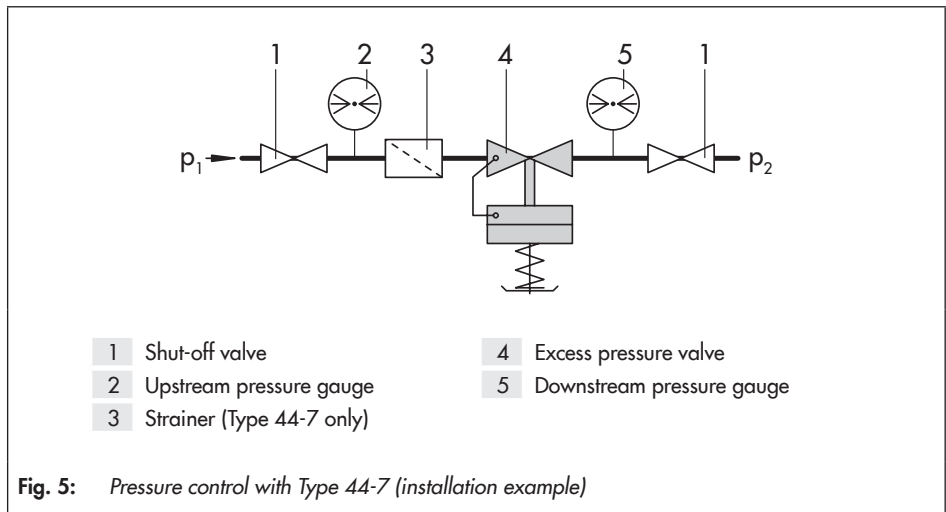 1 2 3 4 5 1
p1 p2
1 Shut-off valve
2 Upstream pressure gauge
3 Strainer (Type 44-7 only)
4 Excess pressure valve
5 Downstream pressure gauge
Fig. 5: Pressure control with Type 44-7 (installation example)